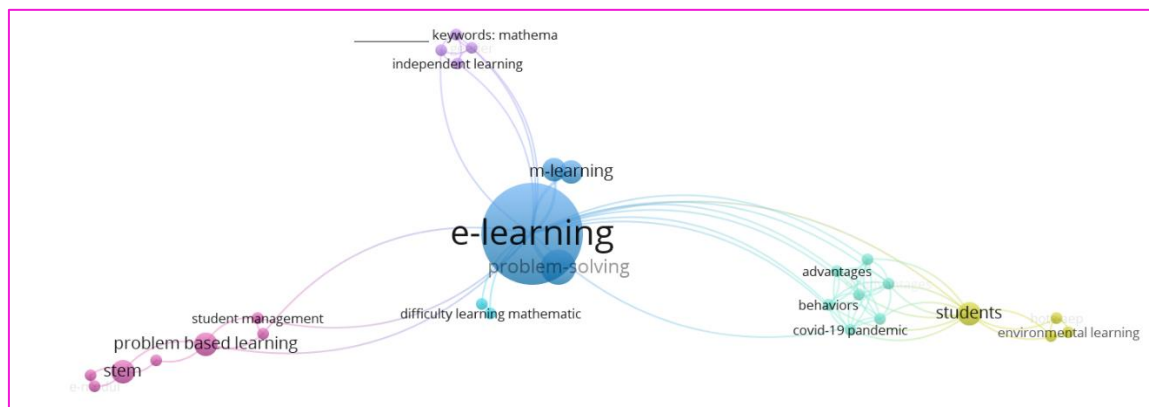 __________ keywords: mathema
independent learning
m-learning
e-learning
problem-solving
advantages
behaviors
difficulty learning mathematic
covid-19 pandemic
students
environmental learning
student management
problem based learning
stem